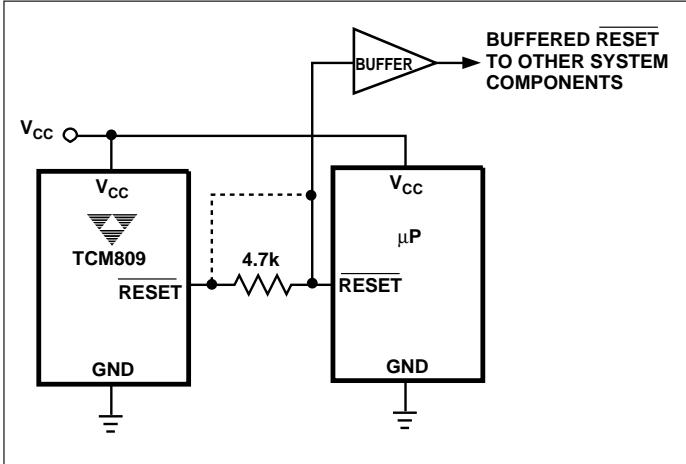 BUFFERED RESET
TO OTHER SYSTEM
COMPONENTS
BUFFER
VCC
VCC
VCC
μP
TCM809
4.7k
RESET
RESET
GND
GND